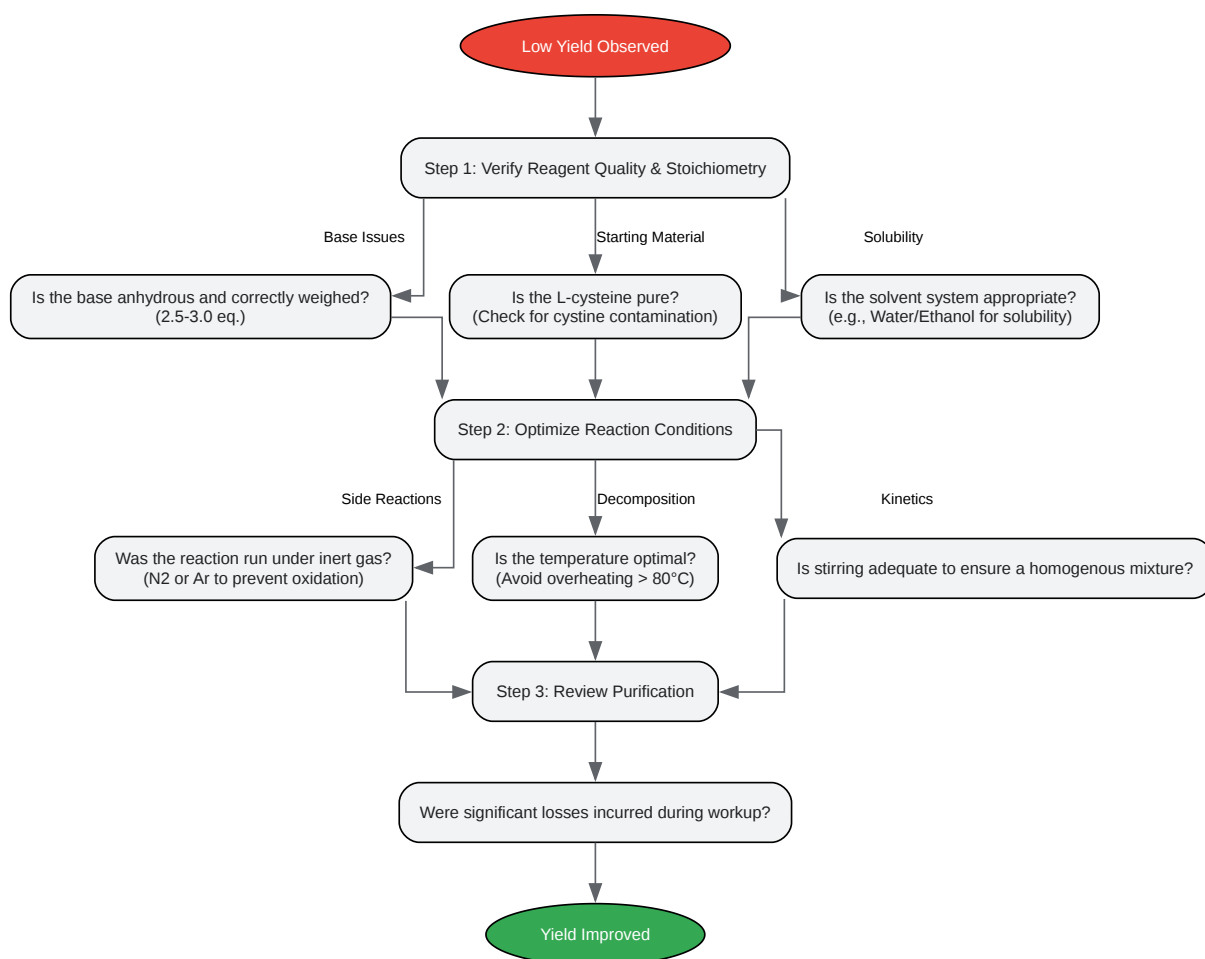 Low Yield Observed
Step 1: Verify Reagent Quality & Stoichiometry
Base Issues
Starting Material
Solubility
Is the base anhydrous and correctly weighed?
(2.5-3.0 eq.)
Is the L-cysteine pure?
(Check for cystine contamination)
Is the solvent system appropriate?
(e.g., Water/Ethanol for solubility)
Step 2: Optimize Reaction Conditions
Side Reactions
Decomposition
Kinetics
Was the reaction run under inert gas?
(N2 or Ar to prevent oxidation)
Is the temperature optimal?
(Avoid overheating > 80°C)
Is stirring adequate to ensure a homogenous mixture?
Step 3: Review Purification
Were significant losses incurred during workup?
Yield Improved